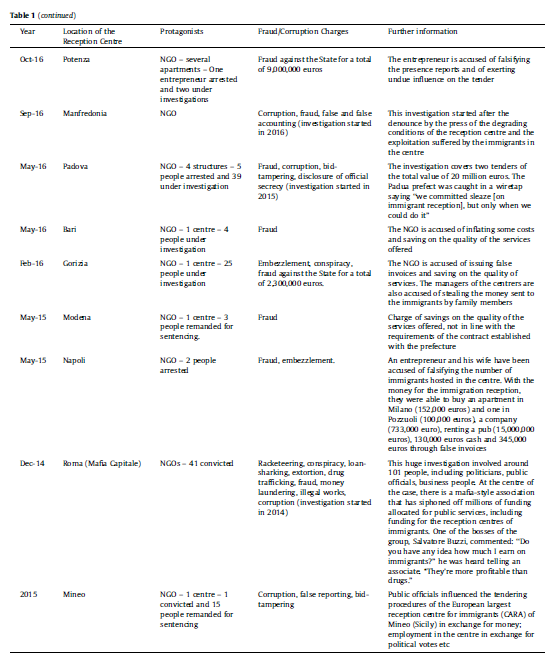 Table 1 (continued)
Year Location of the Reception Centre Protagonists Fraud/Corruption Charges Further information
Oct-16 Potenza NGO – several Fraud against the State for a total The entrepreneur is accused of falsifying
apartments – One of 9,000,000 euros the presence reports and of exerting
entrepreneur arrested undue influence on the tender
and two under
investigations
Sep-16 Manfredonia NGO Corruption, fraud, false and false This investigation started after the
accounting (investigation started denounce by the press of the degrading
in 2016) conditions of the reception centre and the
exploitation suffered by the immigrants in
the centre
May-16 Padova NGO – 4 structures – 5 Fraud, corruption, bid- The investigation covers two tenders of
people arrested and 39 tampering, disclosure of official the total value of 20 million euros. The
under investigation secrecy (investigation started in Padua prefect was caught in a wiretap
2015) saying “we committed sleaze [on
immigrant reception], but only when we
could do it”
May-16 Bari NGO – 1 centre – 4 Fraud The NGO is accused of inflating some costs
people under and saving on the quality of the services
investigation offered
Feb-16 Gorizia NGO – 1 centre – 25 Embezzlement, conspiracy, The NGO is accused of issuing false
people under fraud against the State for a total invoices and saving on the quality of
investigation of 2,300,000 euros. services. The managers of the centrers are
also accused of stealing the money sent to
the immigrants by family members
May-15 Modena NGO – 1 centre – 3 Fraud Charge of savings on the quality of the
people remanded for services offered, not in line with the
sentencing. requirements of the contract established
with the prefecture
May-15 Napoli NGO – 2 people Fraud, embezzlement. An entrepreneur and his wife have been
arrested accused of falsifying the number of
immigrants hosted in the centre. With the
money for the immigration reception,
they were able to buy an apartment in
Milano (152,000 euros) and one in
Pozzuoli (100,000 euros), a company
(733,000 euro), renting a pub (15,000,000
euros), 130,000 euros cash and 345,000
euros through false invoices
Dec-14 Roma (Mafia Capitale) NGOs – 41 convicted Racketeering, conspiracy, loan- This huge investigation involved around
sharking, extortion, drug 101 people, including politicians, public
trafficking, fraud, money officials, business people. At the centre of
laundering, illegal works, the case, there is a mafia-style association
corruption (investigation started that has siphoned off millions of funding
in 2014) allocated for public services, including
funding for the reception centres of
immigrants. One of the bosses of the
group, Salvatore Buzzi, commented: “Do
you have any idea how much I earn on
immigrants?” he was heard telling an
associate. “They’re more profitable than
drugs.”
2015 Mineo NGO – 1 centre – 1 Corruption, false reporting, bid- Public officials influenced the tendering
convicted and 15 tampering procedures of the European largest
people remanded for reception centre for immigrants (CARA) of
sentencing Mineo (Sicily) in exchange for money;
employment in the centre in exchange for
political votes etc